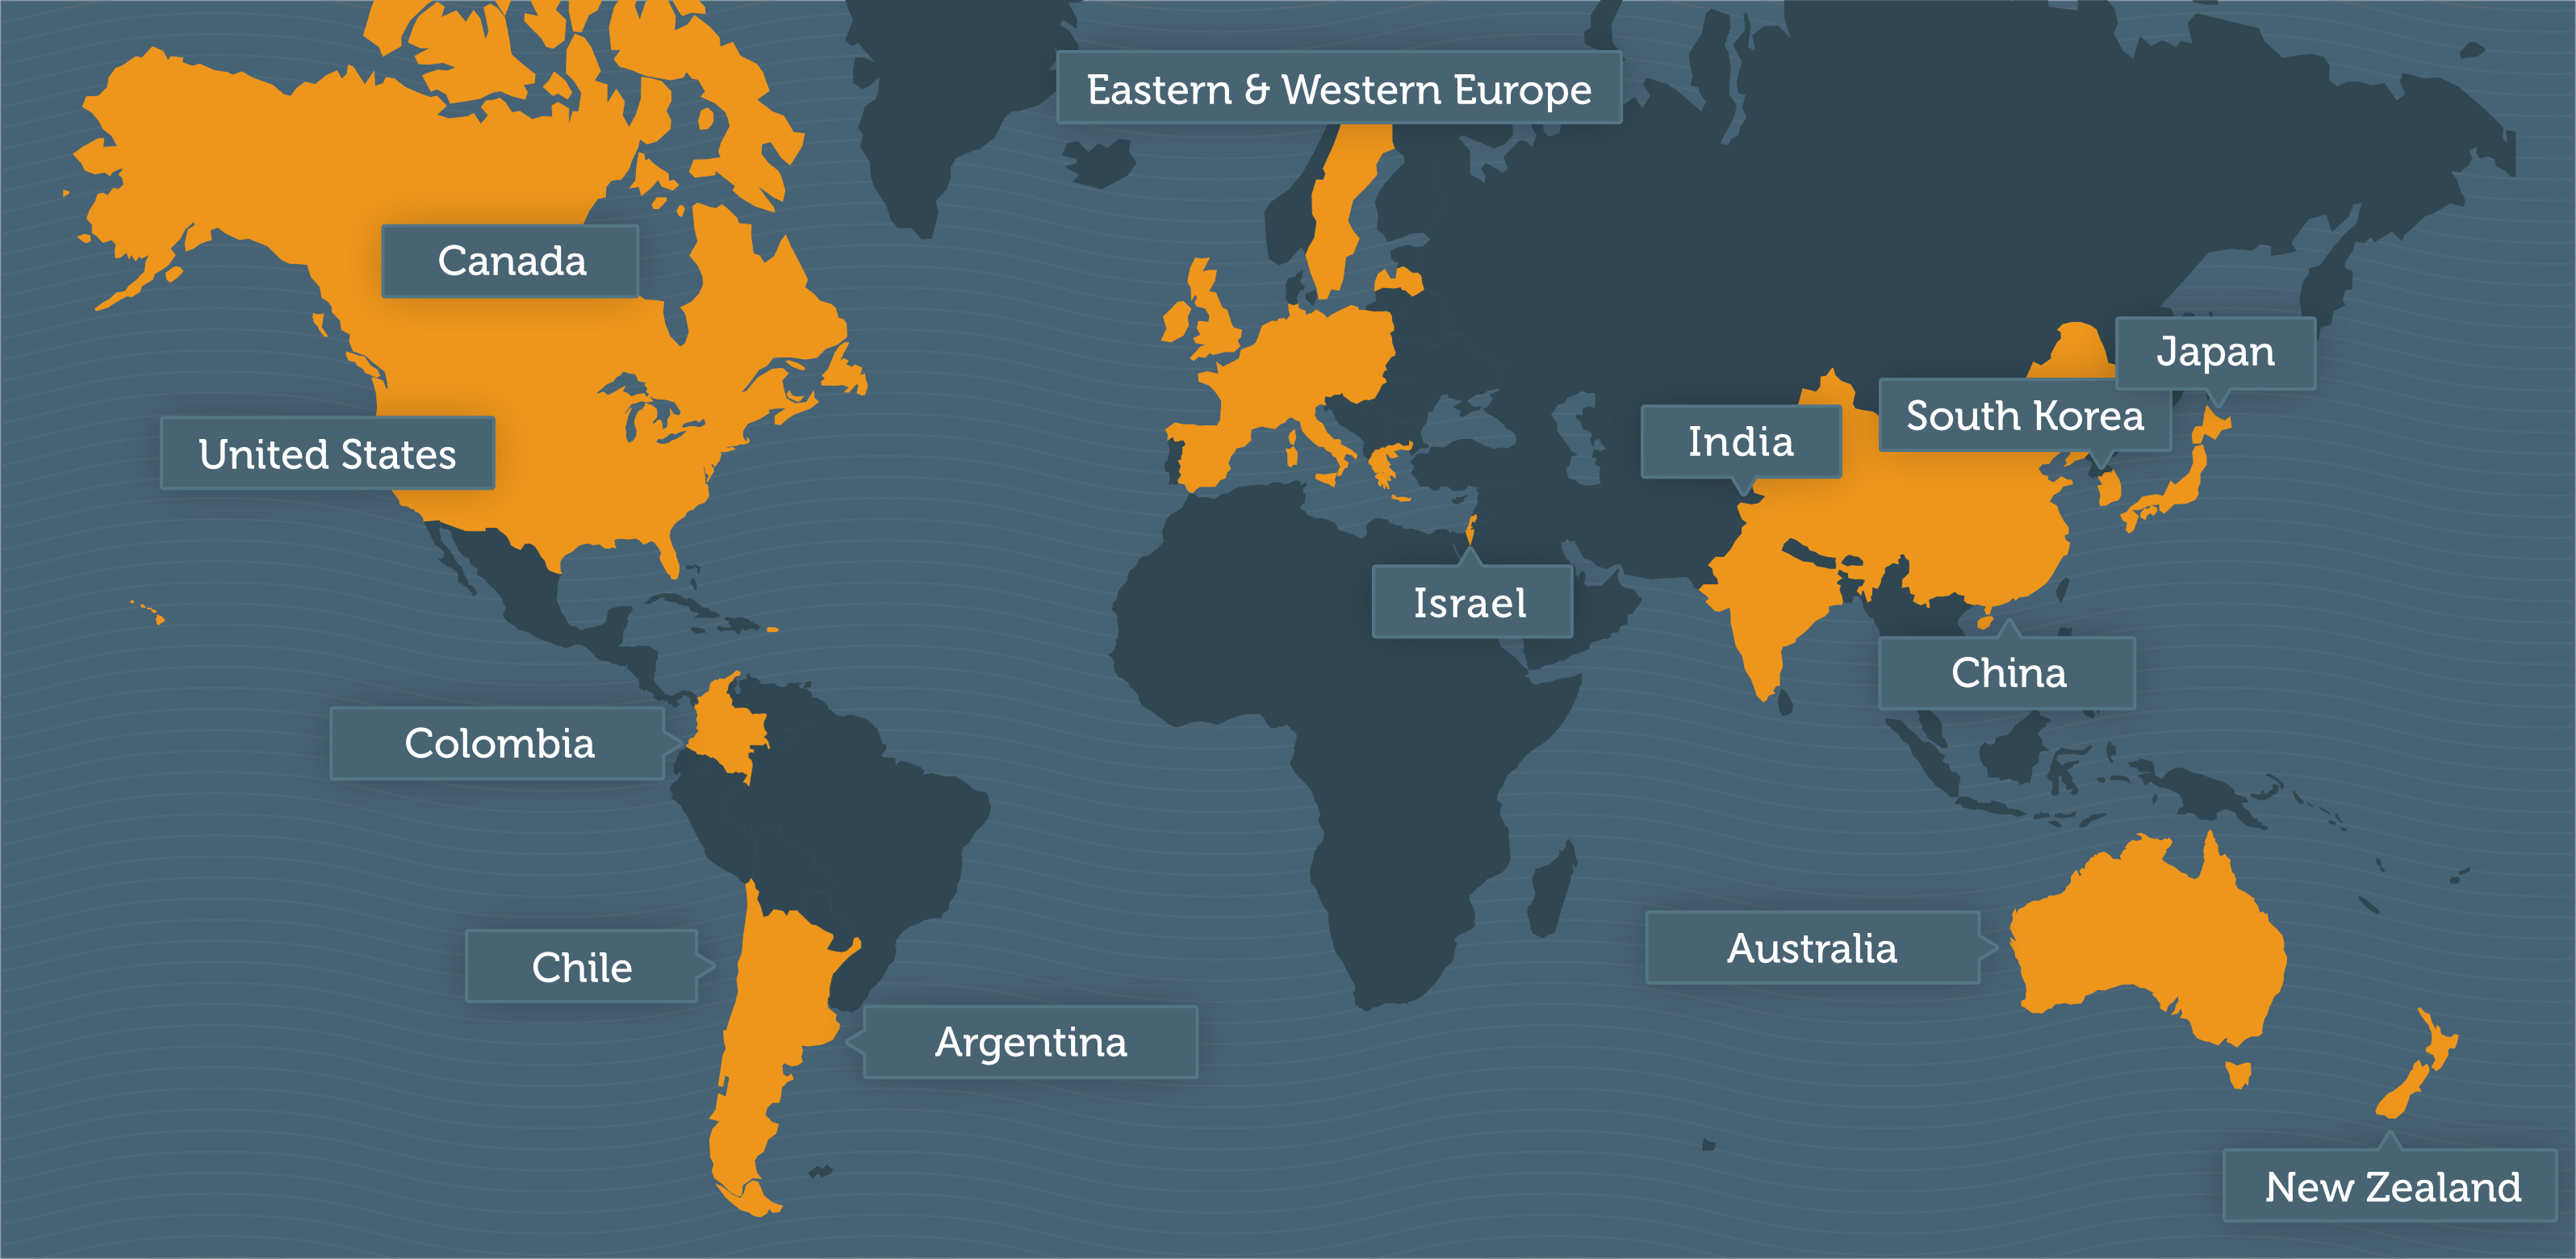 Eastern & Western Europe
Canada
Japan
South Korea
India
United States
Israel
China
Colombia
Australia
Chile
Argentina
New Zealand